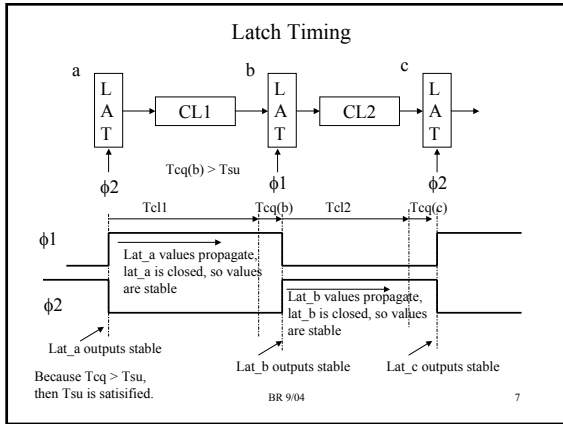 Latch Timing
a
b
c
L
A
T
CL1
L
A
T
CL2
L
A
T
Tcq(b) > Tsu
ϕ2
ϕ1
ϕ2
Tcl1
Tcq(b)
Tcl2
Tcq(c)
ϕ1
Lat_a values propagate,
lat_a is closed, so values
are stable
ϕ2
Lat_b values propagate,
lat_b is closed, so values
are stable
Lat_a outputs stable
Lat_b outputs stable
Lat_c outputs stable
Because Tcq > Tsu,
then Tsu is satisified.
BR 9/04
7